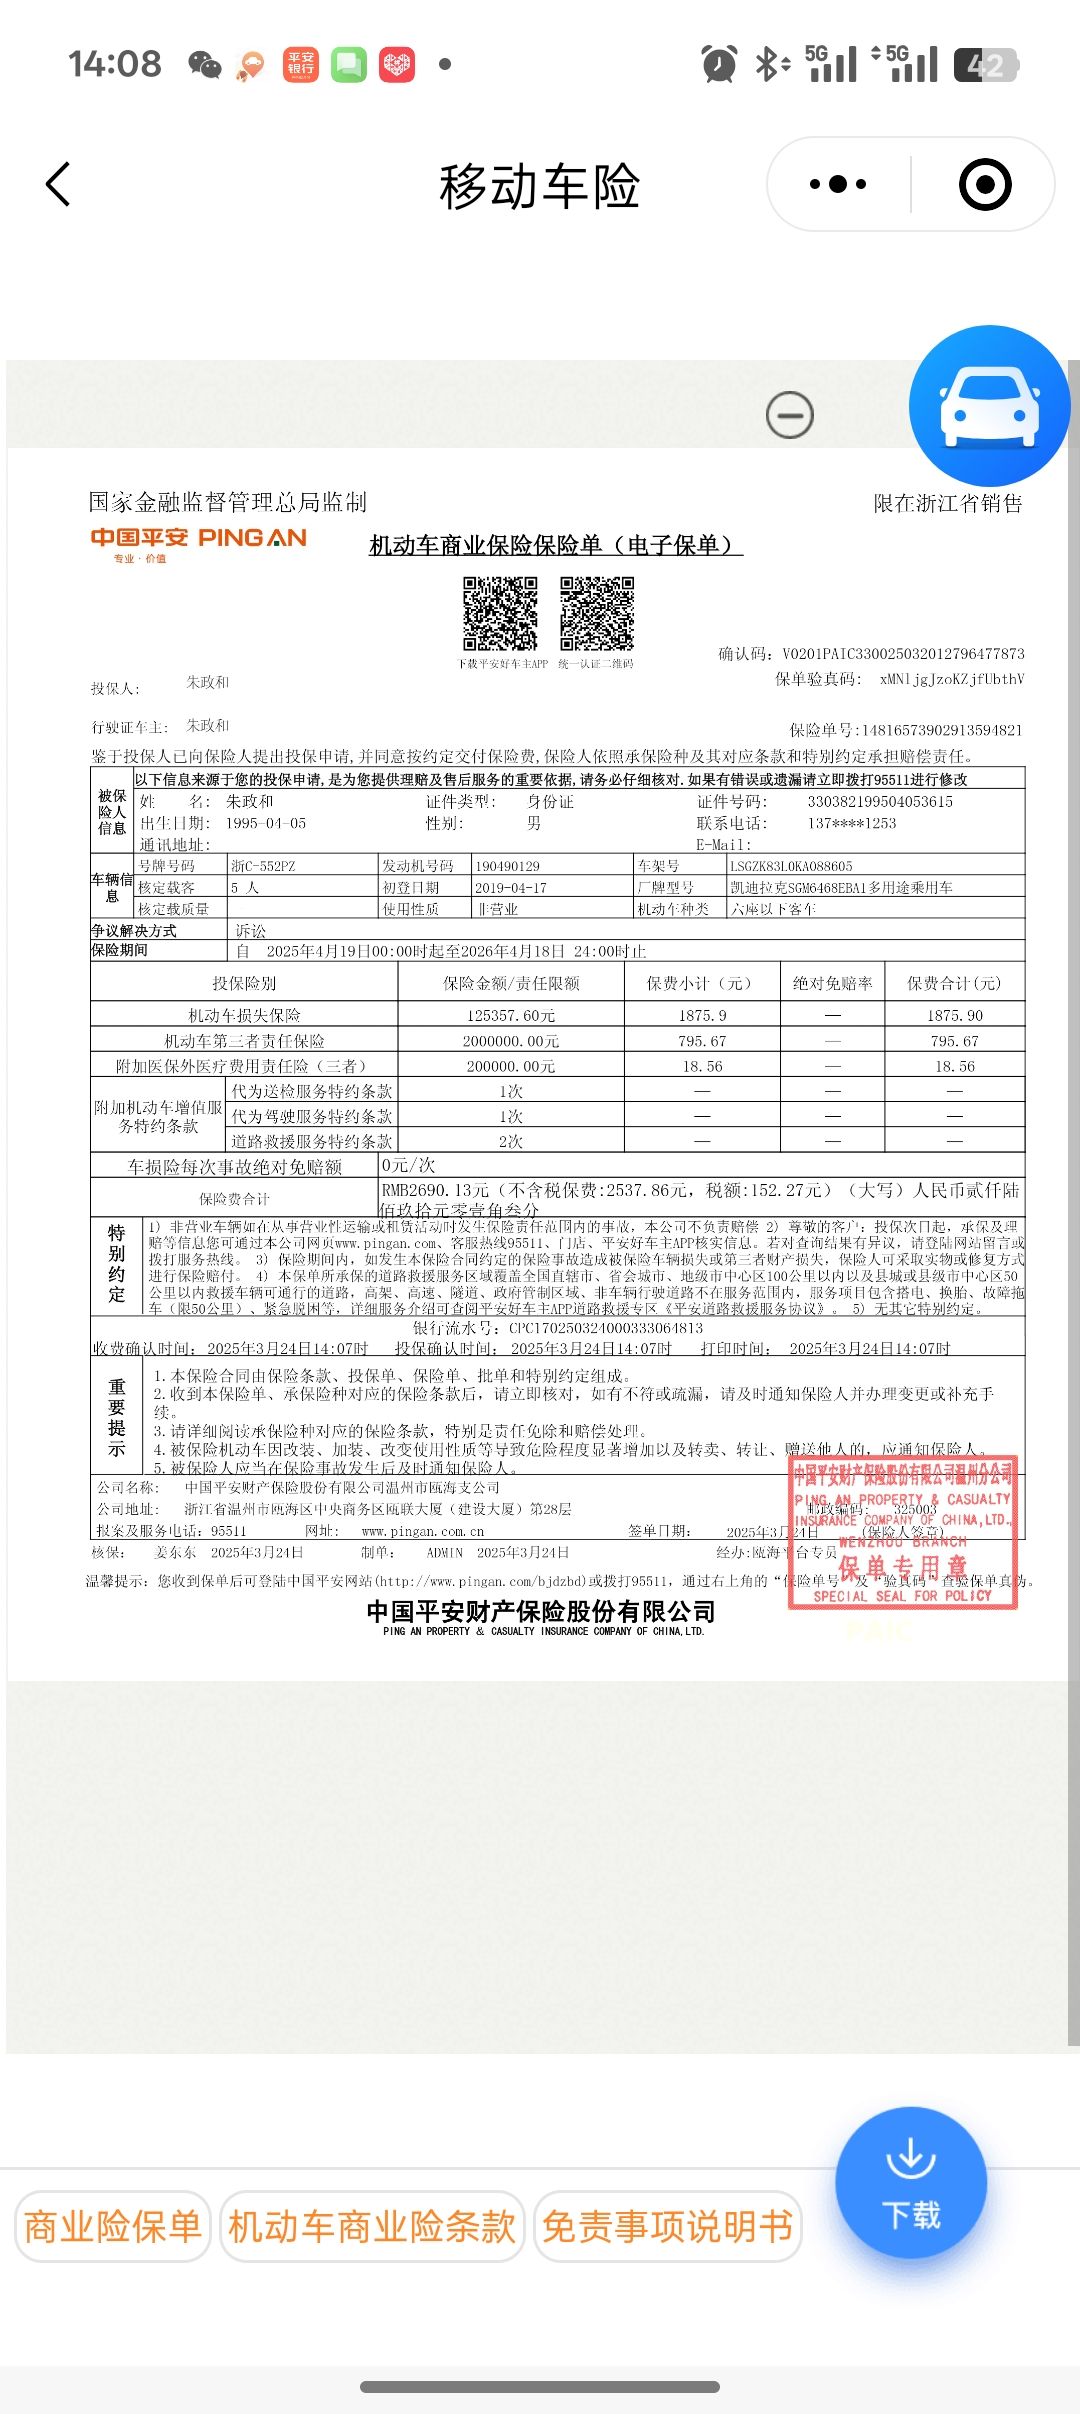 14:08
平安
银行
5G
5G
42
移动车险
国家金融监督管理总局监制
限在浙江省销售
中国平安 PING AN
专业·价值
机动车商业保险保险单（电子保单）
下载平安好车主APP 统一认证二维码
确认码：V0201PAIC330025032012796477873
保单验真码： xMNljgJzoKZjfUbthV
投保人： 朱政和
行驶证车主： 朱政和
保险单号:14816573902913594821
鉴于投保人已向保险人提出投保申请,并同意按约定交付保险费,保险人依照承保险种及其对应条款和特别约定承担赔偿责任。
被保险人信息
以下信息来源于您的投保申请,是为您提供理赔及售后服务的重要依据,请务必仔细核对.如果有错误或遗漏请立即拨打95511进行修改
姓 名： 朱政和 证件类型： 身份证 证件号码： 330382199504053615
出生日期： 1995-04-05 性别： 男 联系电话： 137****1253
通讯地址： E-Mail:
车辆信息
号牌号码 浙C-552PZ 发动机号码 190490129 车架号 LSGZK83L0KA088605
核定载客 5 人 初登日期 2019-04-17 厂牌型号 凯迪拉克SGM6468EBA1多用途乘用车
核定载质量 使用性质 非营业 机动车种类 六座以下客车
争议解决方式 诉讼
保险期间 自 2025年4月19日00:00时起至2026年4月18日 24:00时止
投保险别 保险金额/责任限额 保费小计（元） 绝对免赔率 保费合计(元)
机动车损失保险 125357.60元 1875.9 — 1875.90
机动车第三者责任保险 2000000.00元 795.67 — 795.67
附加医保外医疗费用责任险（三者） 200000.00元 18.56 — 18.56
附加机动车增值服务特约条款
代为送检服务特约条款 1次 — — —
代为驾驶服务特约条款 1次 — — —
道路救援服务特约条款 2次 — — —
车损险每次事故绝对免赔额 0元/次
保险费合计 RMB2690.13元（不含税保费:2537.86元，税额:152.27元）（大写）人民币贰仟陆
佰玖拾元零壹角叁分
特别约定
1) 非营业车辆如在从事营业性运输或租赁活动时发生保险责任范围内的事故，本公司不负责赔偿 2) 尊敬的客户：投保次日起，承保及理
赔等信息您可通过本公司网页www.pingan.com、客服热线95511、门店、平安好车主APP核实信息。若对查询结果有异议，请登陆网站留言或
拨打服务热线。 3) 保险期间内，如发生本保险合同约定的保险事故造成被保险车辆损失或第三者财产损失，保险人可采取实物或修复方式
进行保险赔付。 4) 本保单所承保的道路救援服务区域覆盖全国直辖市、省会城市、地级市中心区100公里以内以及县城或县级市中心区50
公里以内救援车辆可通行的道路，高架、高速、隧道、政府管制区域、非车辆行驶道路不在服务范围内，服务项目包含搭电、换胎、故障拖
车（限50公里）、紧急脱困等，详细服务介绍可查阅平安好车主APP道路救援专区《平安道路救援服务协议》。 5) 无其它特别约定。
银行流水号：CPC170250324000333064813
收费确认时间：2025年3月24日14:07时 投保确认时间：2025年3月24日14:07时 打印时间： 2025年3月24日14:07时
重要提示
1.本保险合同由保险条款、投保单、保险单、批单和特别约定组成。
2.收到本保险单、承保险种对应的保险条款后，请立即核对，如有不符或疏漏，请及时通知保险人并办理变更或补充手
续。
3.请详细阅读承保险种对应的保险条款，特别是责任免除和赔偿处理。
4.被保险机动车因改装、加装、改变使用性质等导致危险程度显著增加以及转卖、转让、赠送他人的，应通知保险人。
5.被保险人应当在保险事故发生后及时通知保险人。
公司名称： 中国平安财产保险股份有限公司温州市瓯海支公司
公司地址： 浙江省温州市瓯海区中央商务区瓯联大厦（建设大厦）第28层 邮政编码： 325003
报案及服务电话：95511 网址： www.pingan.com.cn 签单日期： 2025年3月24日 (保险人签章)
核保： 姜东东 2025年3月24日 制单： ADMIN 2025年3月24日 经办：瓯海平台专员
中国平安财产保险股份有限公司温州分公司
PING AN PROPERTY & CASUALTY
INSURANCE COMPANY OF CHINA,LTD.,
WENZHOU BRANCH
保单专用章
SPECIAL SEAL FOR POLICY
温馨提示：您收到保单后可登陆中国平安网站(http://www.pingan.com/bjdzbd)或拨打95511，通过右上角的“保险单号”及“验真码”查验保单真伪。
中国平安财产保险股份有限公司
PING AN PROPERTY & CASUALTY INSURANCE COMPANY OF CHINA,LTD.
PAIC
下载
商业险保单
机动车商业险条款
免责事项说明书